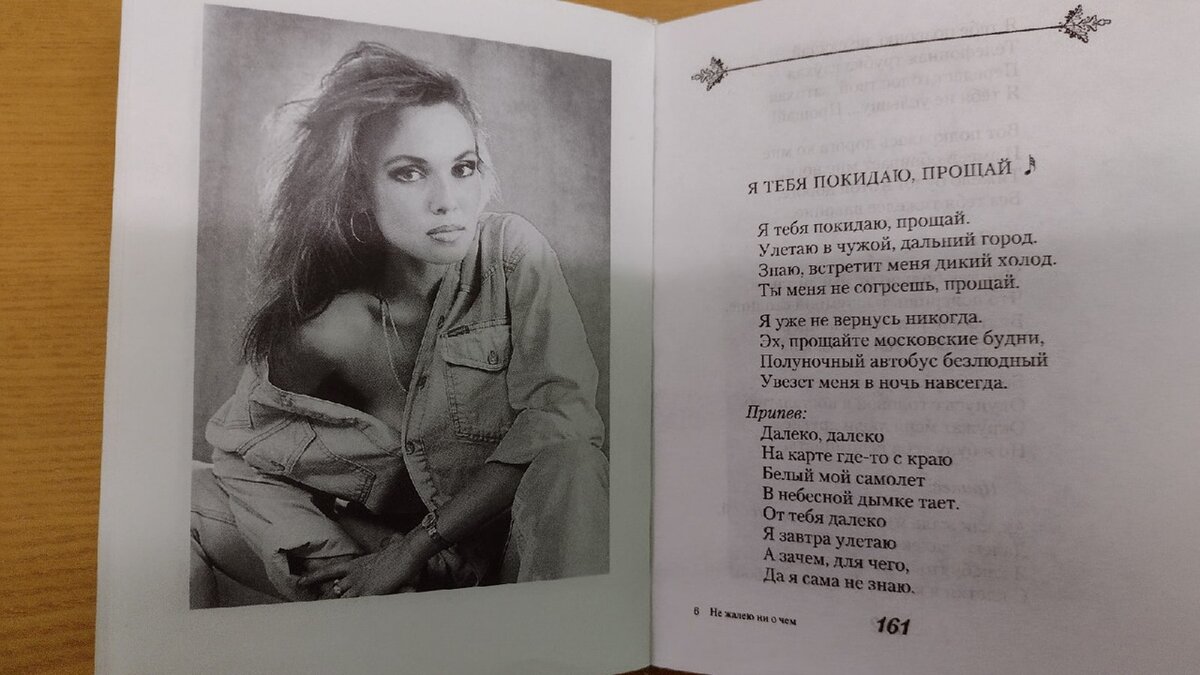 Я ТЕБЯ ПОКИДАЮ, ПРОЩАЙ
Я тебя покидаю, прощай.
Улетаю в чужой, дальний город.
Знаю, встретит меня дикий холод.
Ты меня не согреешь, прощай.
Я уже не вернусь никогда.
Эх, прощайте московские будни,
Полуночный автобус безлюдный
Увезет меня в ночь навсегда.
Припев:
Далеко, далеко
На карте где-то с краю
Белый мой самолет
В небесной дымке тает.
От тебя далеко
Я завтра улетаю
А зачем, для чего,
Да я сама не знаю.
6 Не жалею ни о чем
161